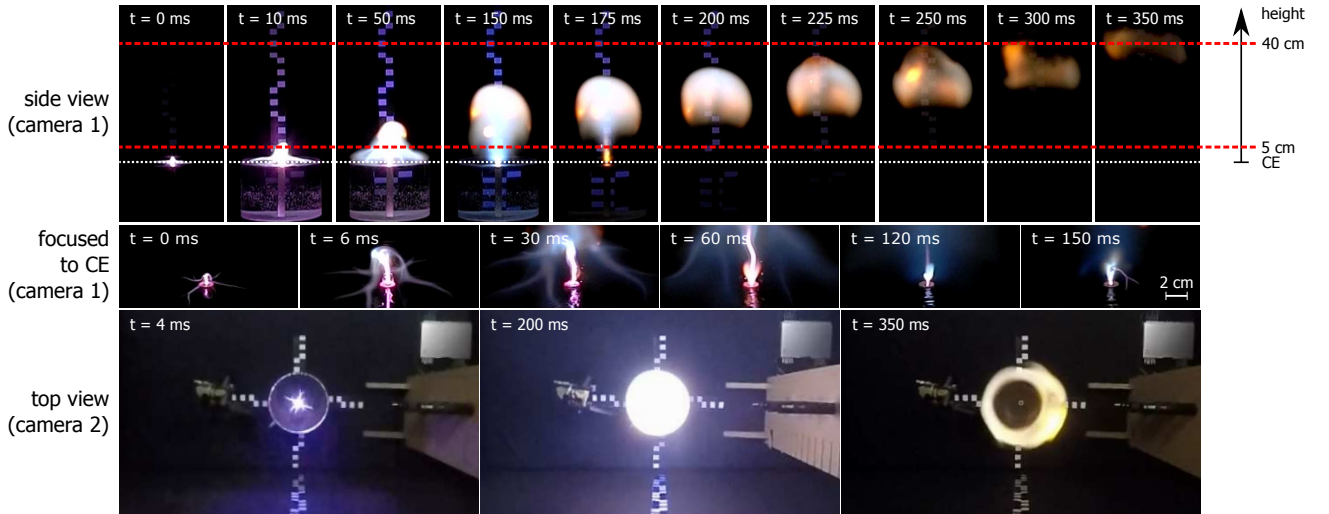 t = 0 ms
t = 10 ms
t = 50 ms
t = 150 ms
t = 175 ms
t = 200 ms
t = 225 ms
t = 250 ms
t = 300 ms
t = 350 ms
height
40 cm
side view
(camera 1)
5 cm
CE
focused
to CE
(camera 1)
t = 0 ms
t = 6 ms
t = 30 ms
t = 60 ms
t = 120 ms
t = 150 ms
2 cm
top view
(camera 2)
t = 4 ms
t = 200 ms
t = 350 ms